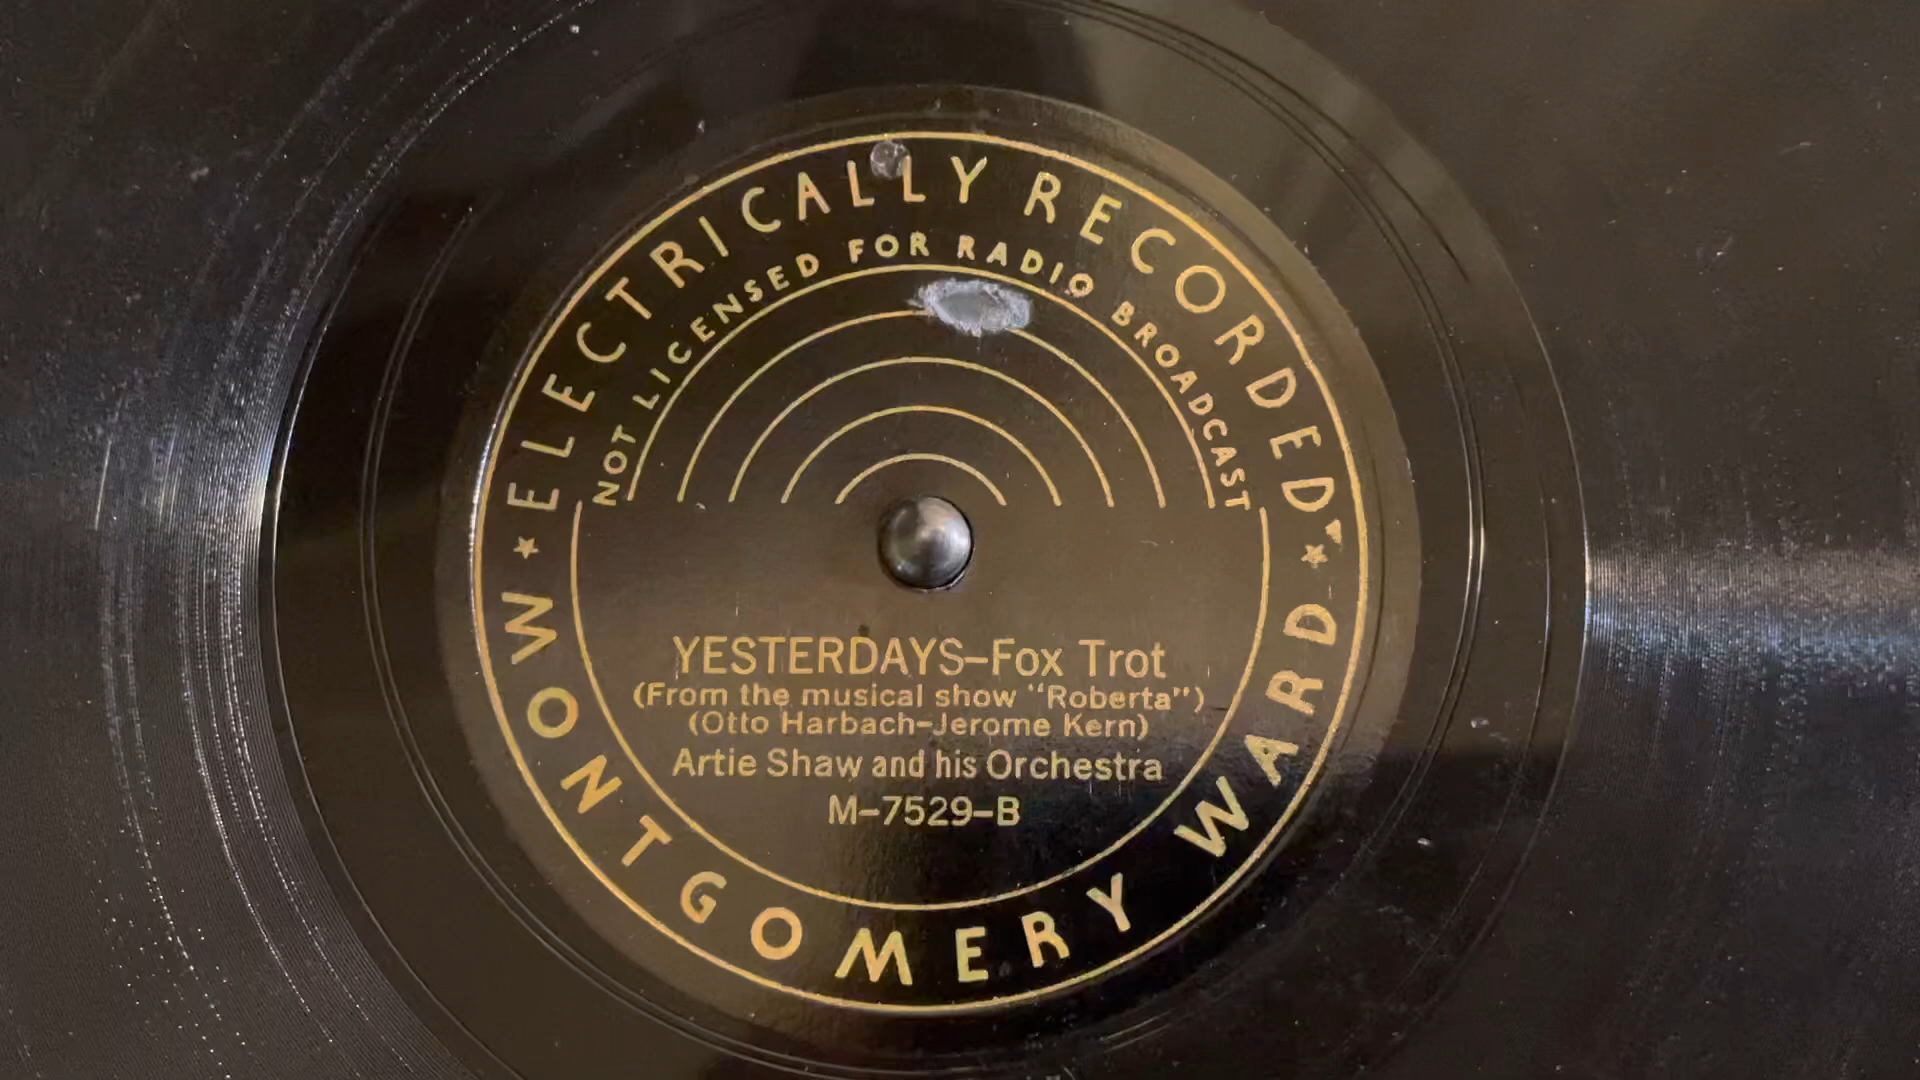 ELECTRICALLY RECORDED
NOT LICENSED FOR RADIO BROADCAST
YESTERDAYS–Fox Trot
(From the musical show "Roberta")
(Otto Harbach–Jerome Kern)
Artie Shaw and his Orchestra
M–7529–B
MONTGOMERY WARD